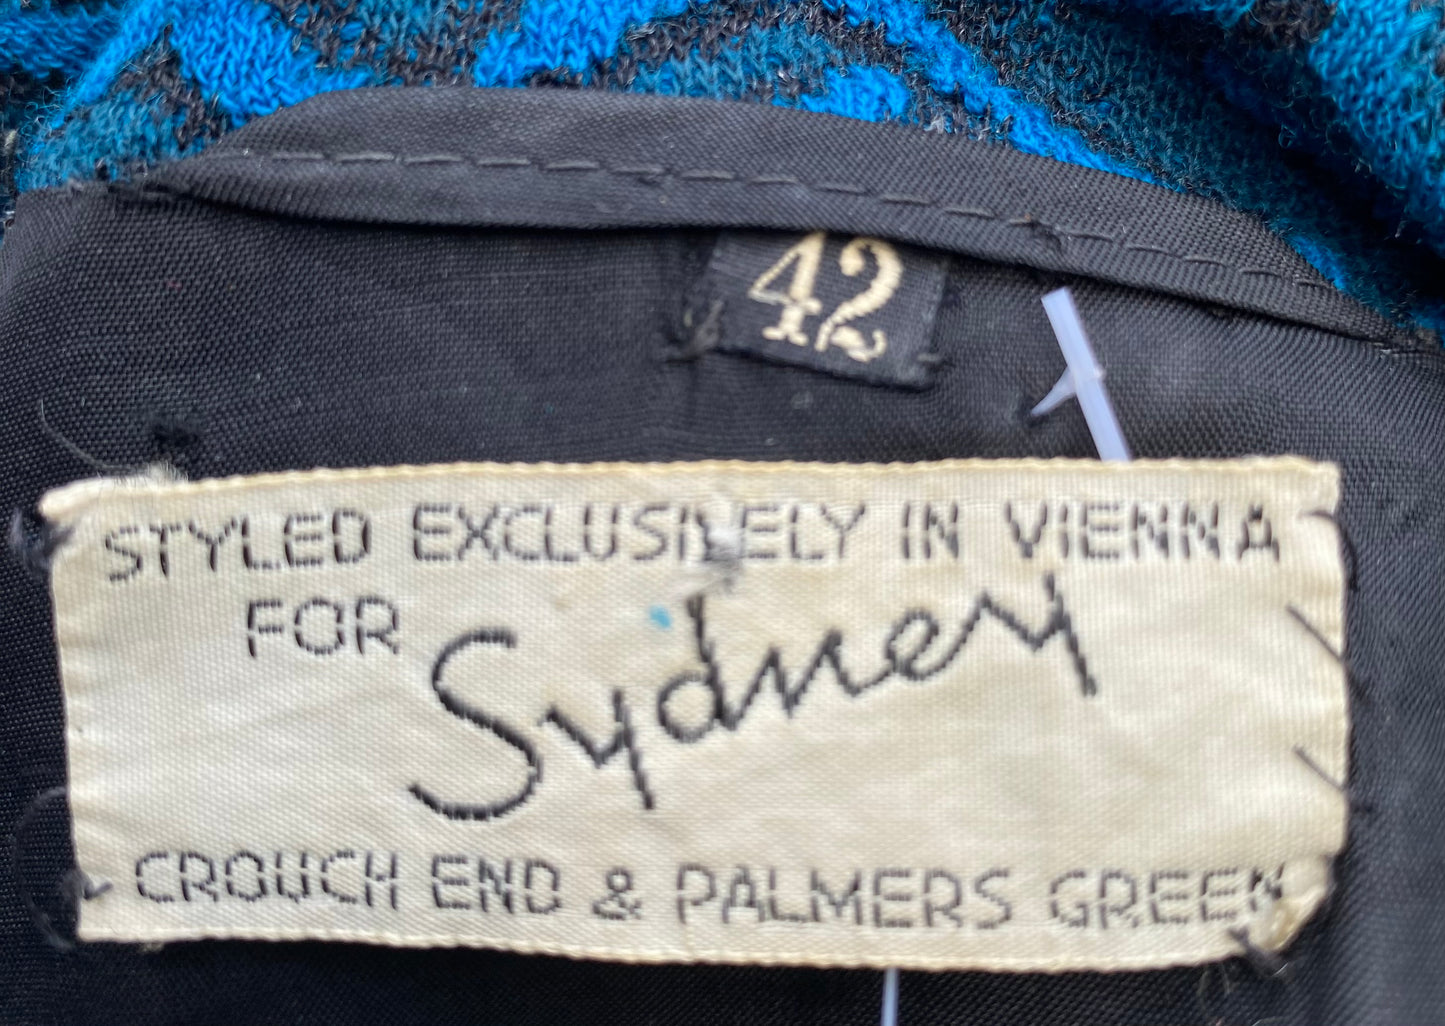 42
STYLED EXCLUSIVELY IN VIENNA
FOR Sydney
CROUCH END & PALMERS GREEN